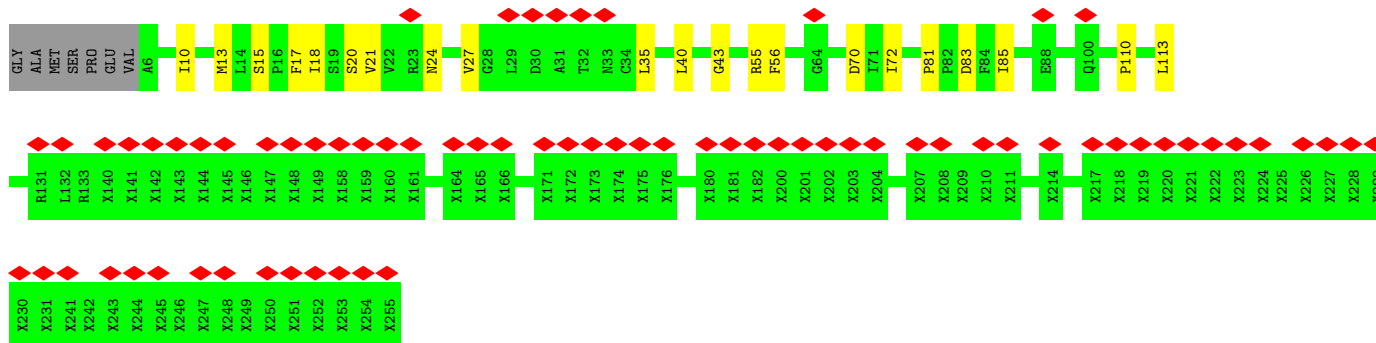 GLY ALA MET SER PRO GLU VAL A6 I10 M13 L14 S15 P16 F17 I18 S19 S20 V21 V22 R23 N24 V27 G28 L29 D30 A31 T32 N33 C34 L35 L40 G43 R55 F56 G64 D70 I71 I72 P81 P82 D83 F84 I85 E88 Q100 P110 L113
R131 L132 R133 X140 X141 X142 X143 X144 X145 X146 X147 X148 X149 X158 X159 X160 X161 X164 X165 X166 X171 X172 X173 X174 X175 X176 X180 X181 X182 X200 X201 X202 X203 X204 X207 X208 X209 X210 X211 X214 X217 X218 X219 X220 X221 X222 X223 X224 X225 X226 X227 X228
X230 X231 X241 X242 X243 X244 X245 X246 X247 X248 X249 X250 X251 X252 X253 X254 X255